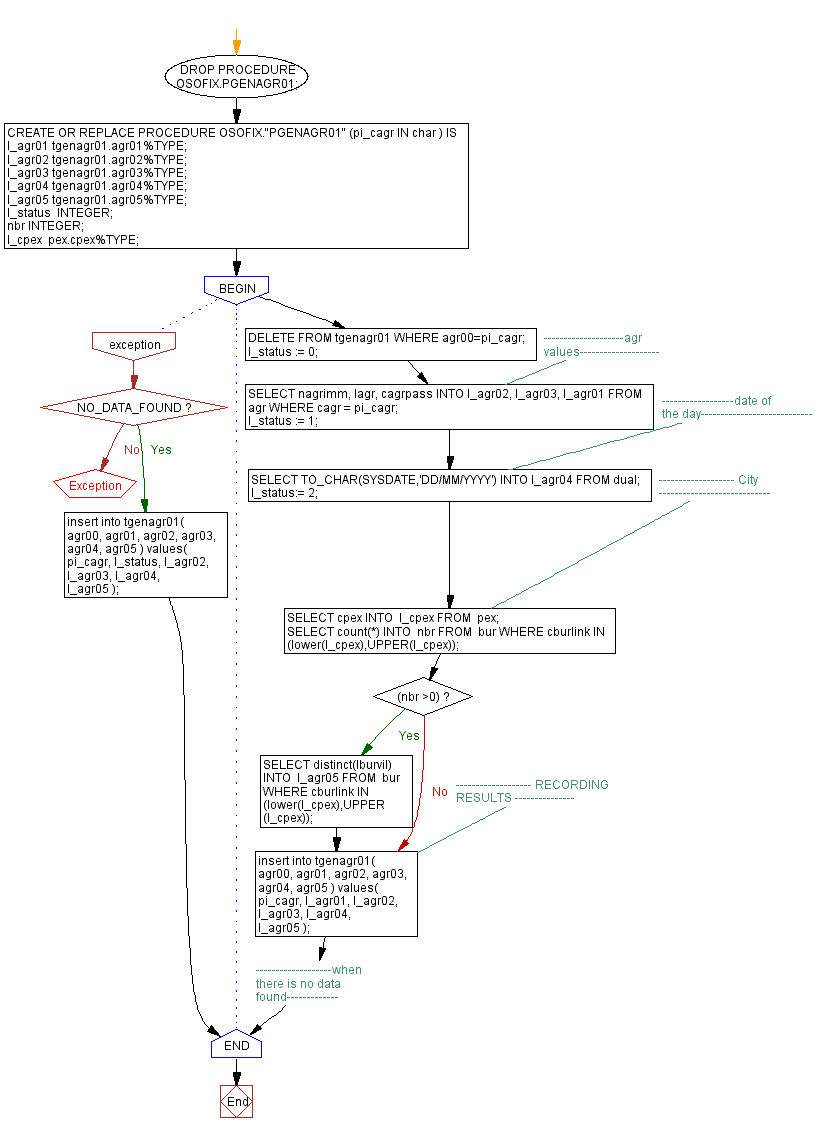 DROP PROCEDURE
OSOFIX.PGENAGR01;
CREATE OR REPLACE PROCEDURE OSOFIX."PGENAGR01" (pi_cagr IN char ) IS
l_agr01 tgenagr01.agr01%TYPE;
l_agr02 tgenagr01.agr02%TYPE;
l_agr03 tgenagr01.agr03%TYPE;
l_agr04 tgenagr01.agr04%TYPE;
l_agr05 tgenagr01.agr05%TYPE;
l_status  INTEGER;
nbr INTEGER;
l_cpex  pex.cpex%TYPE;
BEGIN
exception
NO_DATA_FOUND ?
No
Yes
Exception
insert into tgenagr01(
agr00, agr01, agr02, agr03,
agr04, agr05 ) values(
pi_cagr, l_status, l_agr02,
l_agr03, l_agr04,
l_agr05 );
DELETE FROM tgenagr01 WHERE agr00=pi_cagr;
l_status := 0;
--------------------agr
values--------------------
SELECT nagrimm, lagr, cagrpass INTO l_agr02, l_agr03, l_agr01 FROM
agr WHERE cagr = pi_cagr;
l_status := 1;
------------------date of
the day----------------------------
SELECT TO_CHAR(SYSDATE,'DD/MM/YYYY') INTO l_agr04 FROM dual;
l_status:= 2;
------------------- City
----------------------------
SELECT cpex INTO  l_cpex FROM  pex;
SELECT count(*) INTO  nbr FROM  bur WHERE cburlink IN
(lower(l_cpex),UPPER(l_cpex));
(nbr >0) ?
Yes
No
SELECT distinct(lburvil)
INTO  l_agr05 FROM  bur
WHERE cburlink IN
(lower(l_cpex),UPPER
(l_cpex));
------------------- RECORDING
RESULTS ---------------
insert into tgenagr01(
agr00, agr01, agr02, agr03,
agr04, agr05 ) values(
pi_cagr, l_agr01, l_agr02,
l_agr03, l_agr04,
l_agr05 );
-------------------when
there is no data
found-------------
END
End